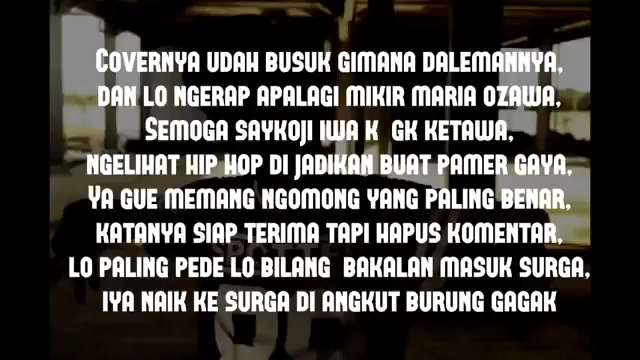 Covernya udah busuk gimana dalemannya,
dan lo ngerap apalagi mikir maria ozawa,
Semoga saykoji iwa k gk ketawa,
ngelihat hip hop di jadikan buat pamer gaya,
Ya gue memang ngomong yang paling benar,
katanya siap terima tapi hapus komentar,
lo paling pede lo bilang bakalan masuk surga,
iya naik ke surga di angkut burung gagak